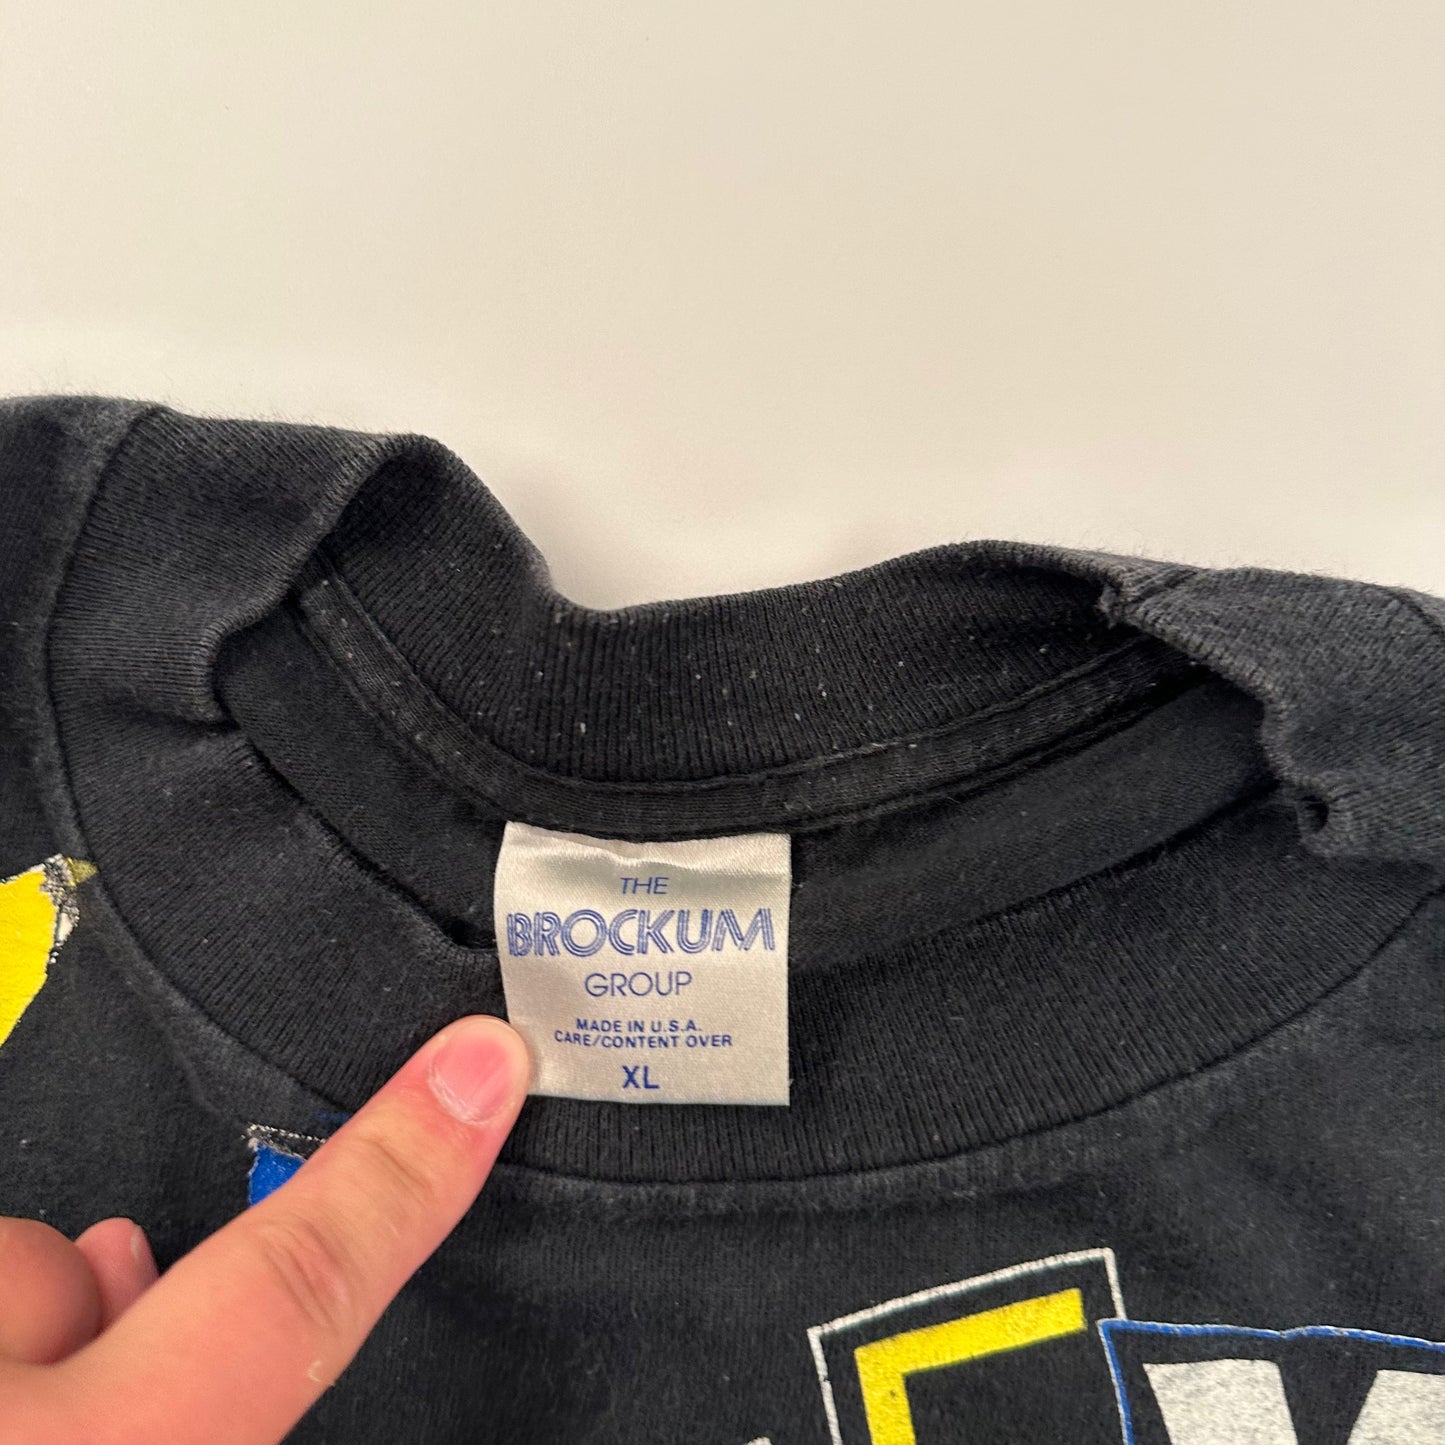 THE
BROCKUM
GROUP
MADE IN U.S.A.
CARE/CONTENT OVER
XL